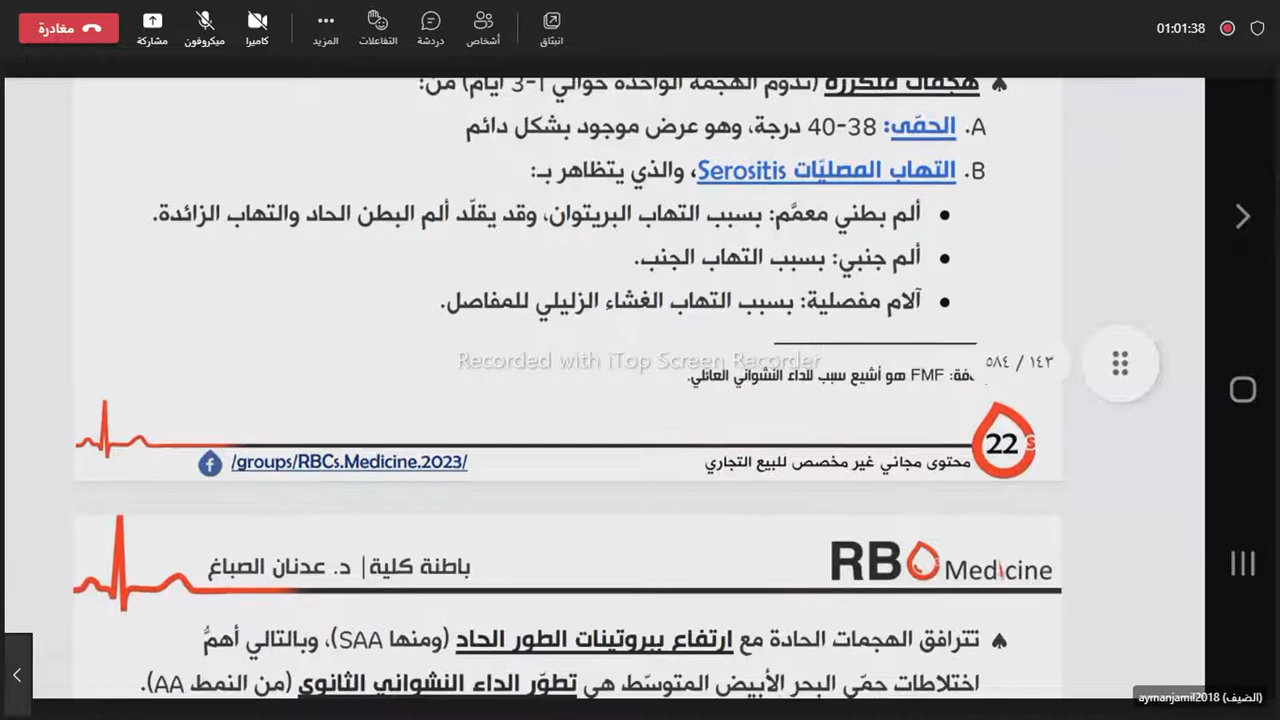 مغادرة
مشاركة
ميكروفون
كاميرا
المزيد
التفاعلات
دردشة
أشخاص
انبثاق
01:01:38
هجمات متكررة (تدوم الهجمة الواحدة حوالي 1-3 أيام) من:
A. الحمّى: 38-40 درجة، وهو عرض موجود بشكل دائم
B. التهاب المصليّات Serositis، والذي يتظاهر بـ:
ألم بطني معمَّم: بسبب التهاب البريتوان، وقد يقلّد ألم البطن الحاد والتهاب الزائدة.
ألم جنبي: بسبب التهاب الجنب.
آلام مفصلية: بسبب التهاب الغشاء الزليلي للمفاصل.
Recorded with iTop Screen Recorder
١٤٣ / ٥٨٤
FMF هو أشيع سبب للداء النشواني العائلي.
22
محتوى مجاني غير مخصص للبيع التجاري
/groups/RBCs.Medicine.2023/
RB Medicine
باطنة كلية | د. عدنان الصباغ
تترافق الهجمات الحادة مع ارتفاع بيروتينات الطور الحاد (ومنها SAA)، وبالتالي أهمُّ
اختلاطات حمّى البحر الأبيض المتوسّط هي تطوّر الداء النشواني الثانوي (من النمط AA).
aymanjamil2018 (الضيف)